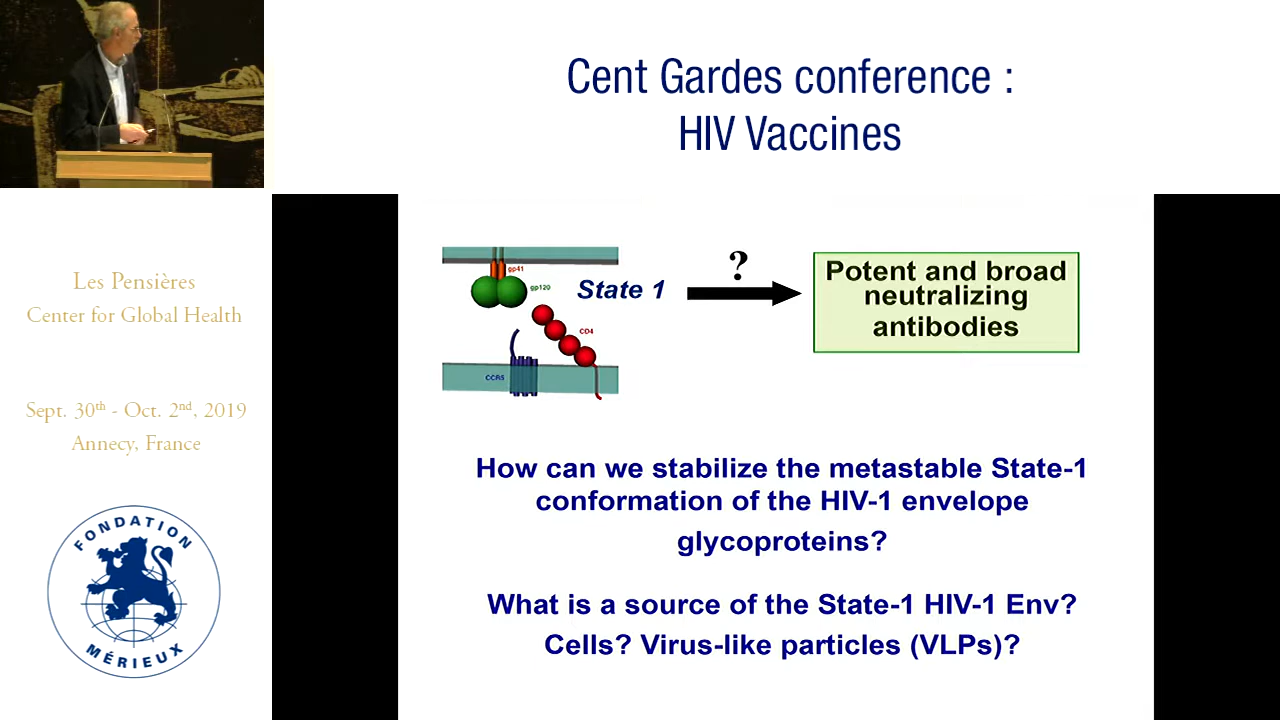 Cent Gardes conference :
HIV Vaccines
Les Pensières
Center for Global Health
Sept. 30th - Oct. 2nd, 2019
Annecy, France
FONDATION
MÉRIEUX
gp41
gp120
State 1
CD4
CCR5
?
Potent and broad
neutralizing
antibodies
How can we stabilize the metastable State-1
conformation of the HIV-1 envelope
glycoproteins?
What is a source of the State-1 HIV-1 Env?
Cells? Virus-like particles (VLPs)?